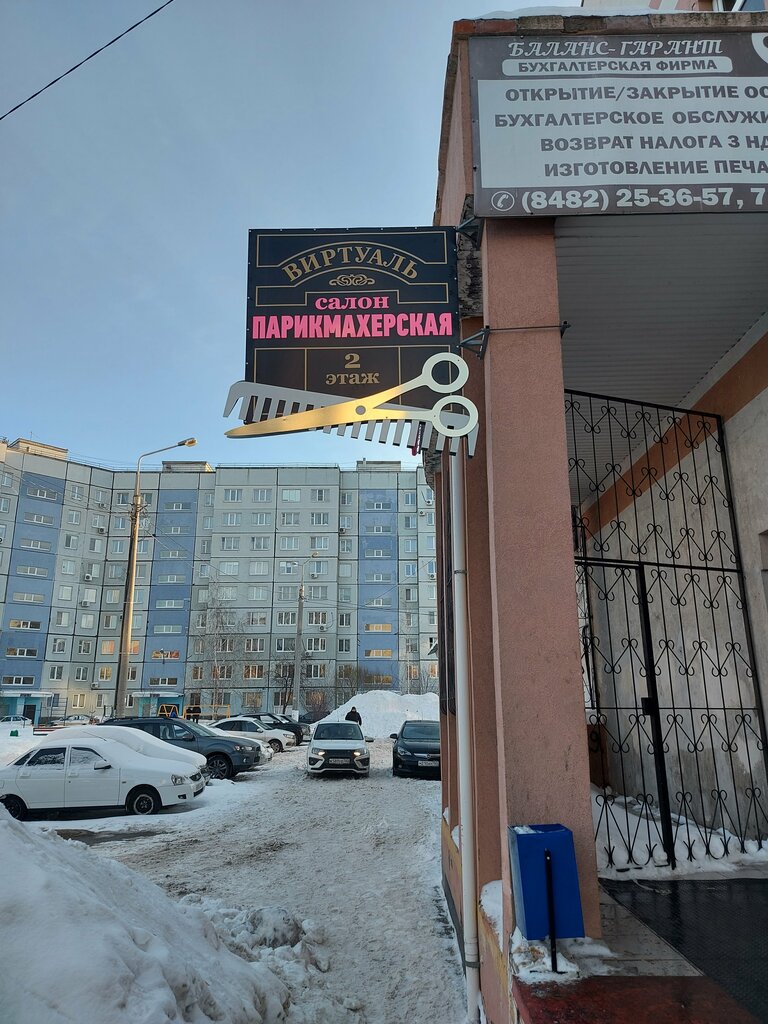 БАЛАНС-ГАРАНТ
БУХГАЛТЕРСКАЯ ФИРМА
ОТКРЫТИЕ/ЗАКРЫТИЕ ОС
БУХГАЛТЕРСКОЕ ОБСЛУЖИ
ВОЗВРАТ НАЛОГА 3 НД
ИЗГОТОВЛЕНИЕ ПЕЧА
(8482) 25-36-57, 7
ВИРТУАЛЬ
салон
ПАРИКМАХЕРСКАЯ
2
этаж